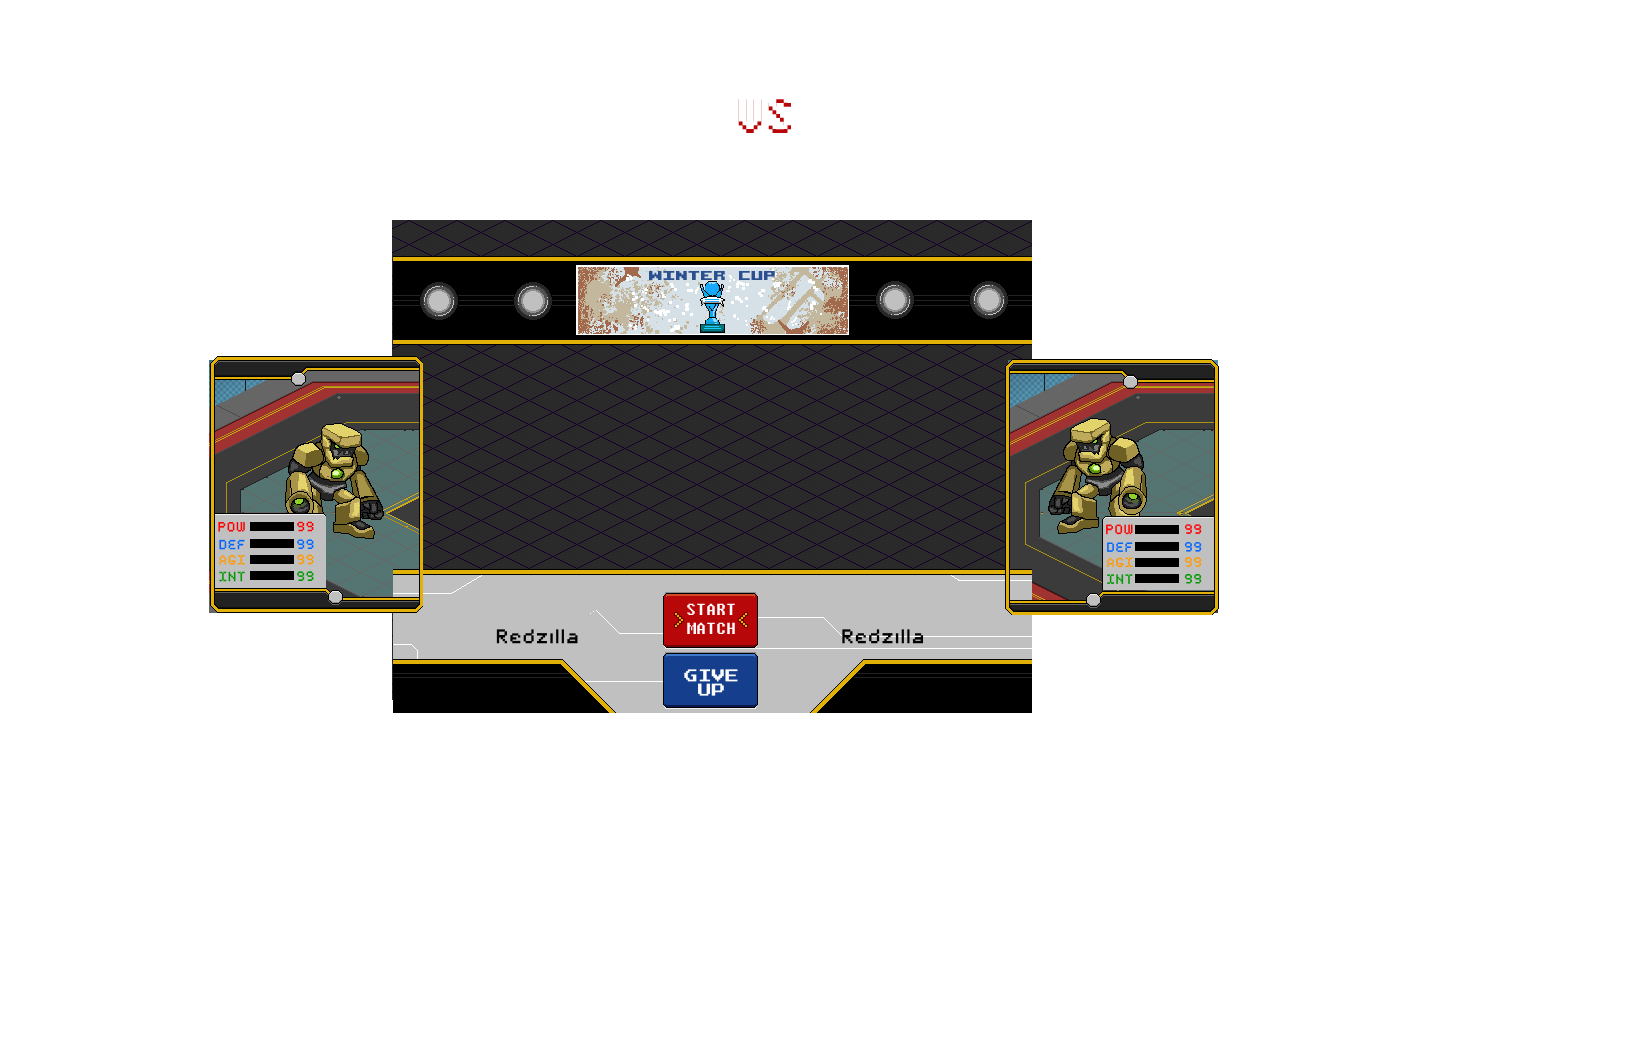 VS
WINTER CUP
POW 99
DEF 99
AGI 99
INT 99
POW 99
DEF 99
AGI 99
INT 99
START
MATCH
Redzilla
Redzilla
GIVE
UP